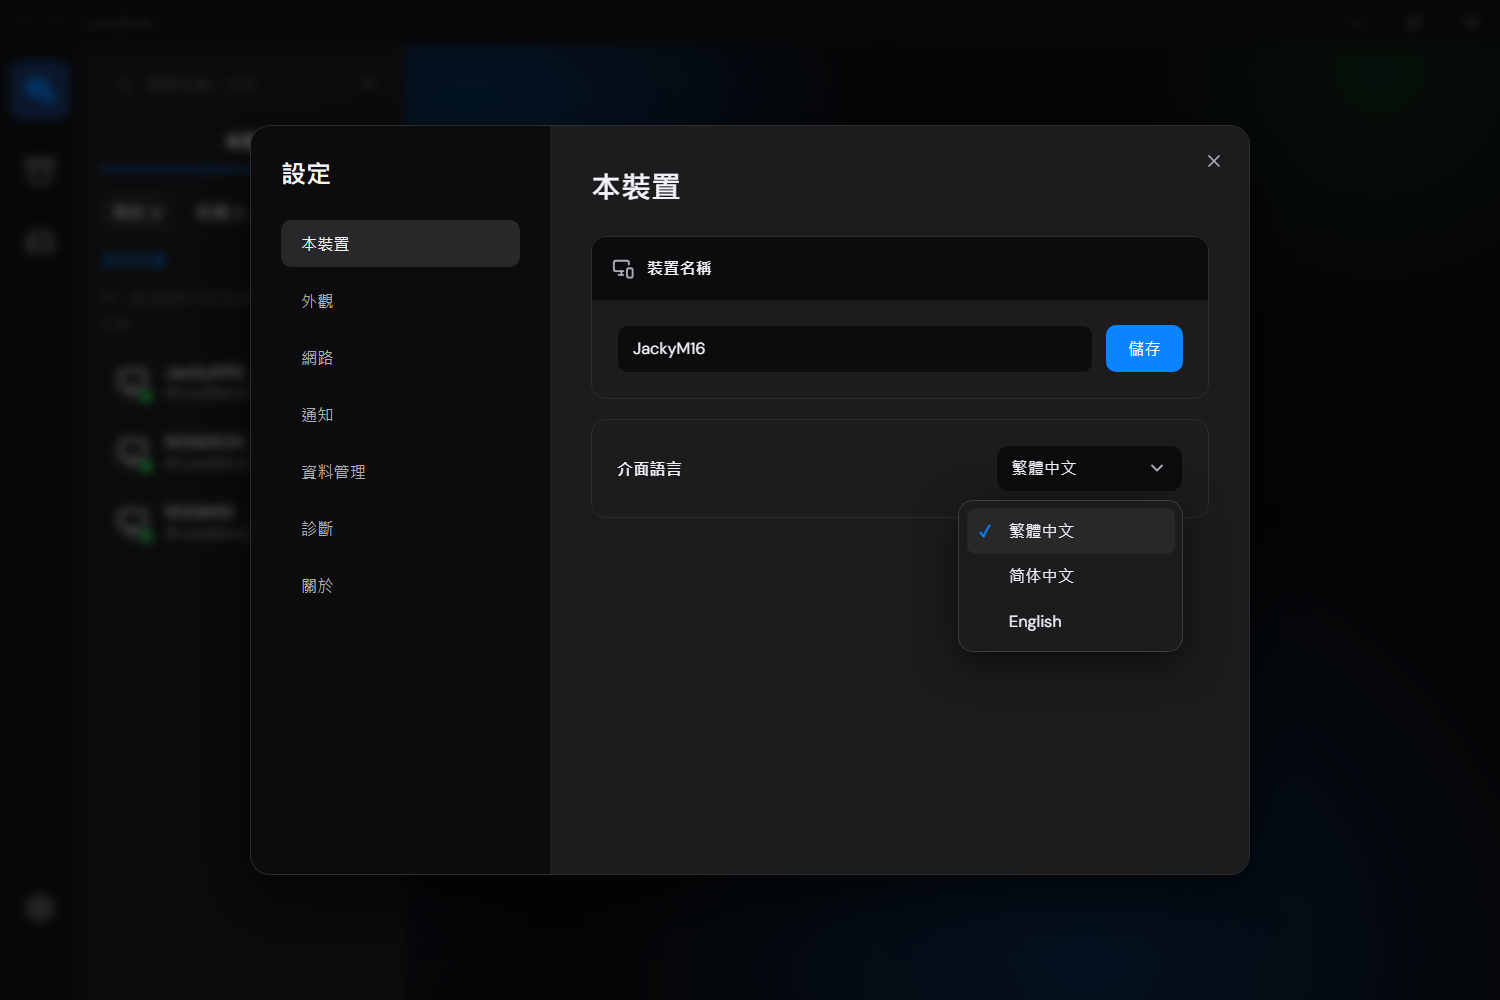 設定
本裝置
外觀
網路
通知
資料管理
診斷
關於
本裝置
裝置名稱
JackyM16
儲存
介面語言
繁體中文
繁體中文
简体中文
English